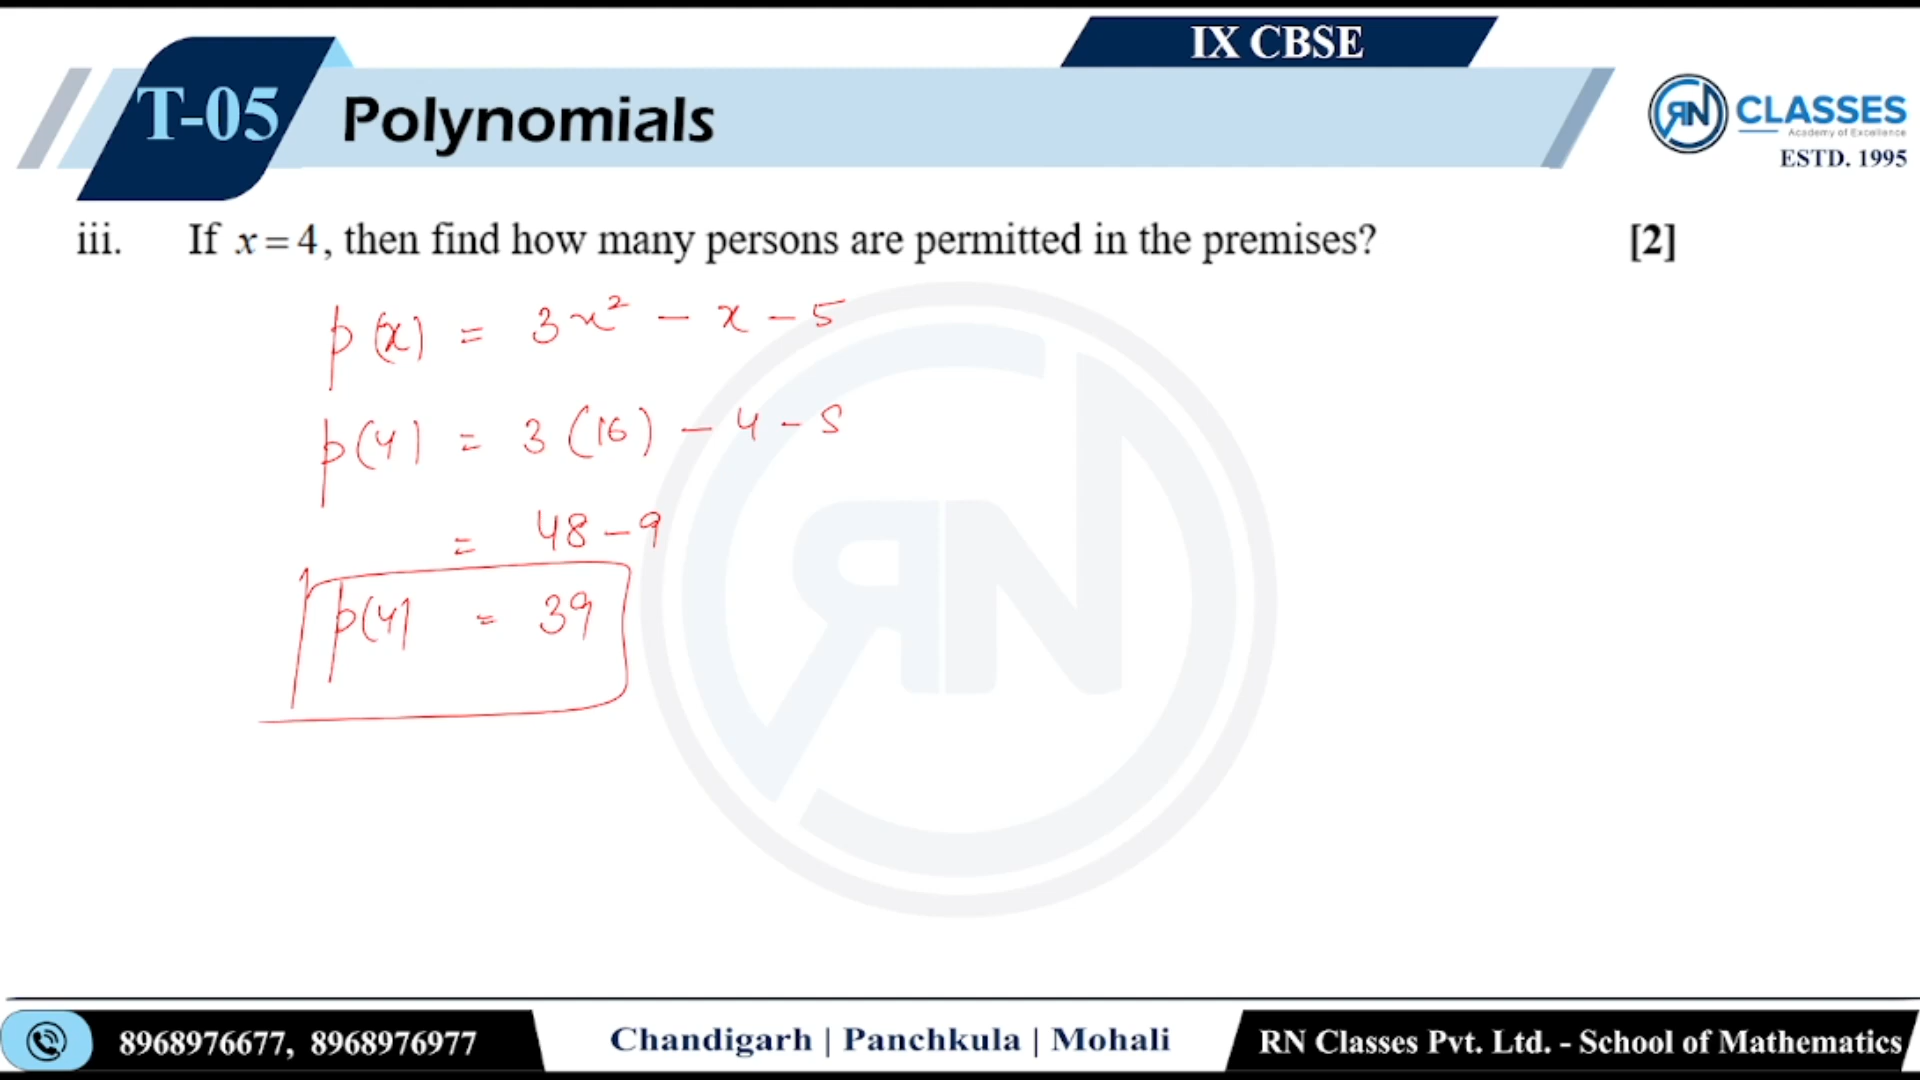 IX CBSE
T-05 Polynomials
RN CLASSES
Academy of Excellence
ESTD. 1995
iii. If x = 4, then find how many persons are permitted in the premises? [2]
p(x) = 3x² - x - 5
p(4) = 3(16) - 4 - 5
= 48 - 9
p(4) = 39
RN
8968976677, 8968976977
Chandigarh | Panchkula | Mohali
RN Classes Pvt. Ltd. - School of Mathematics